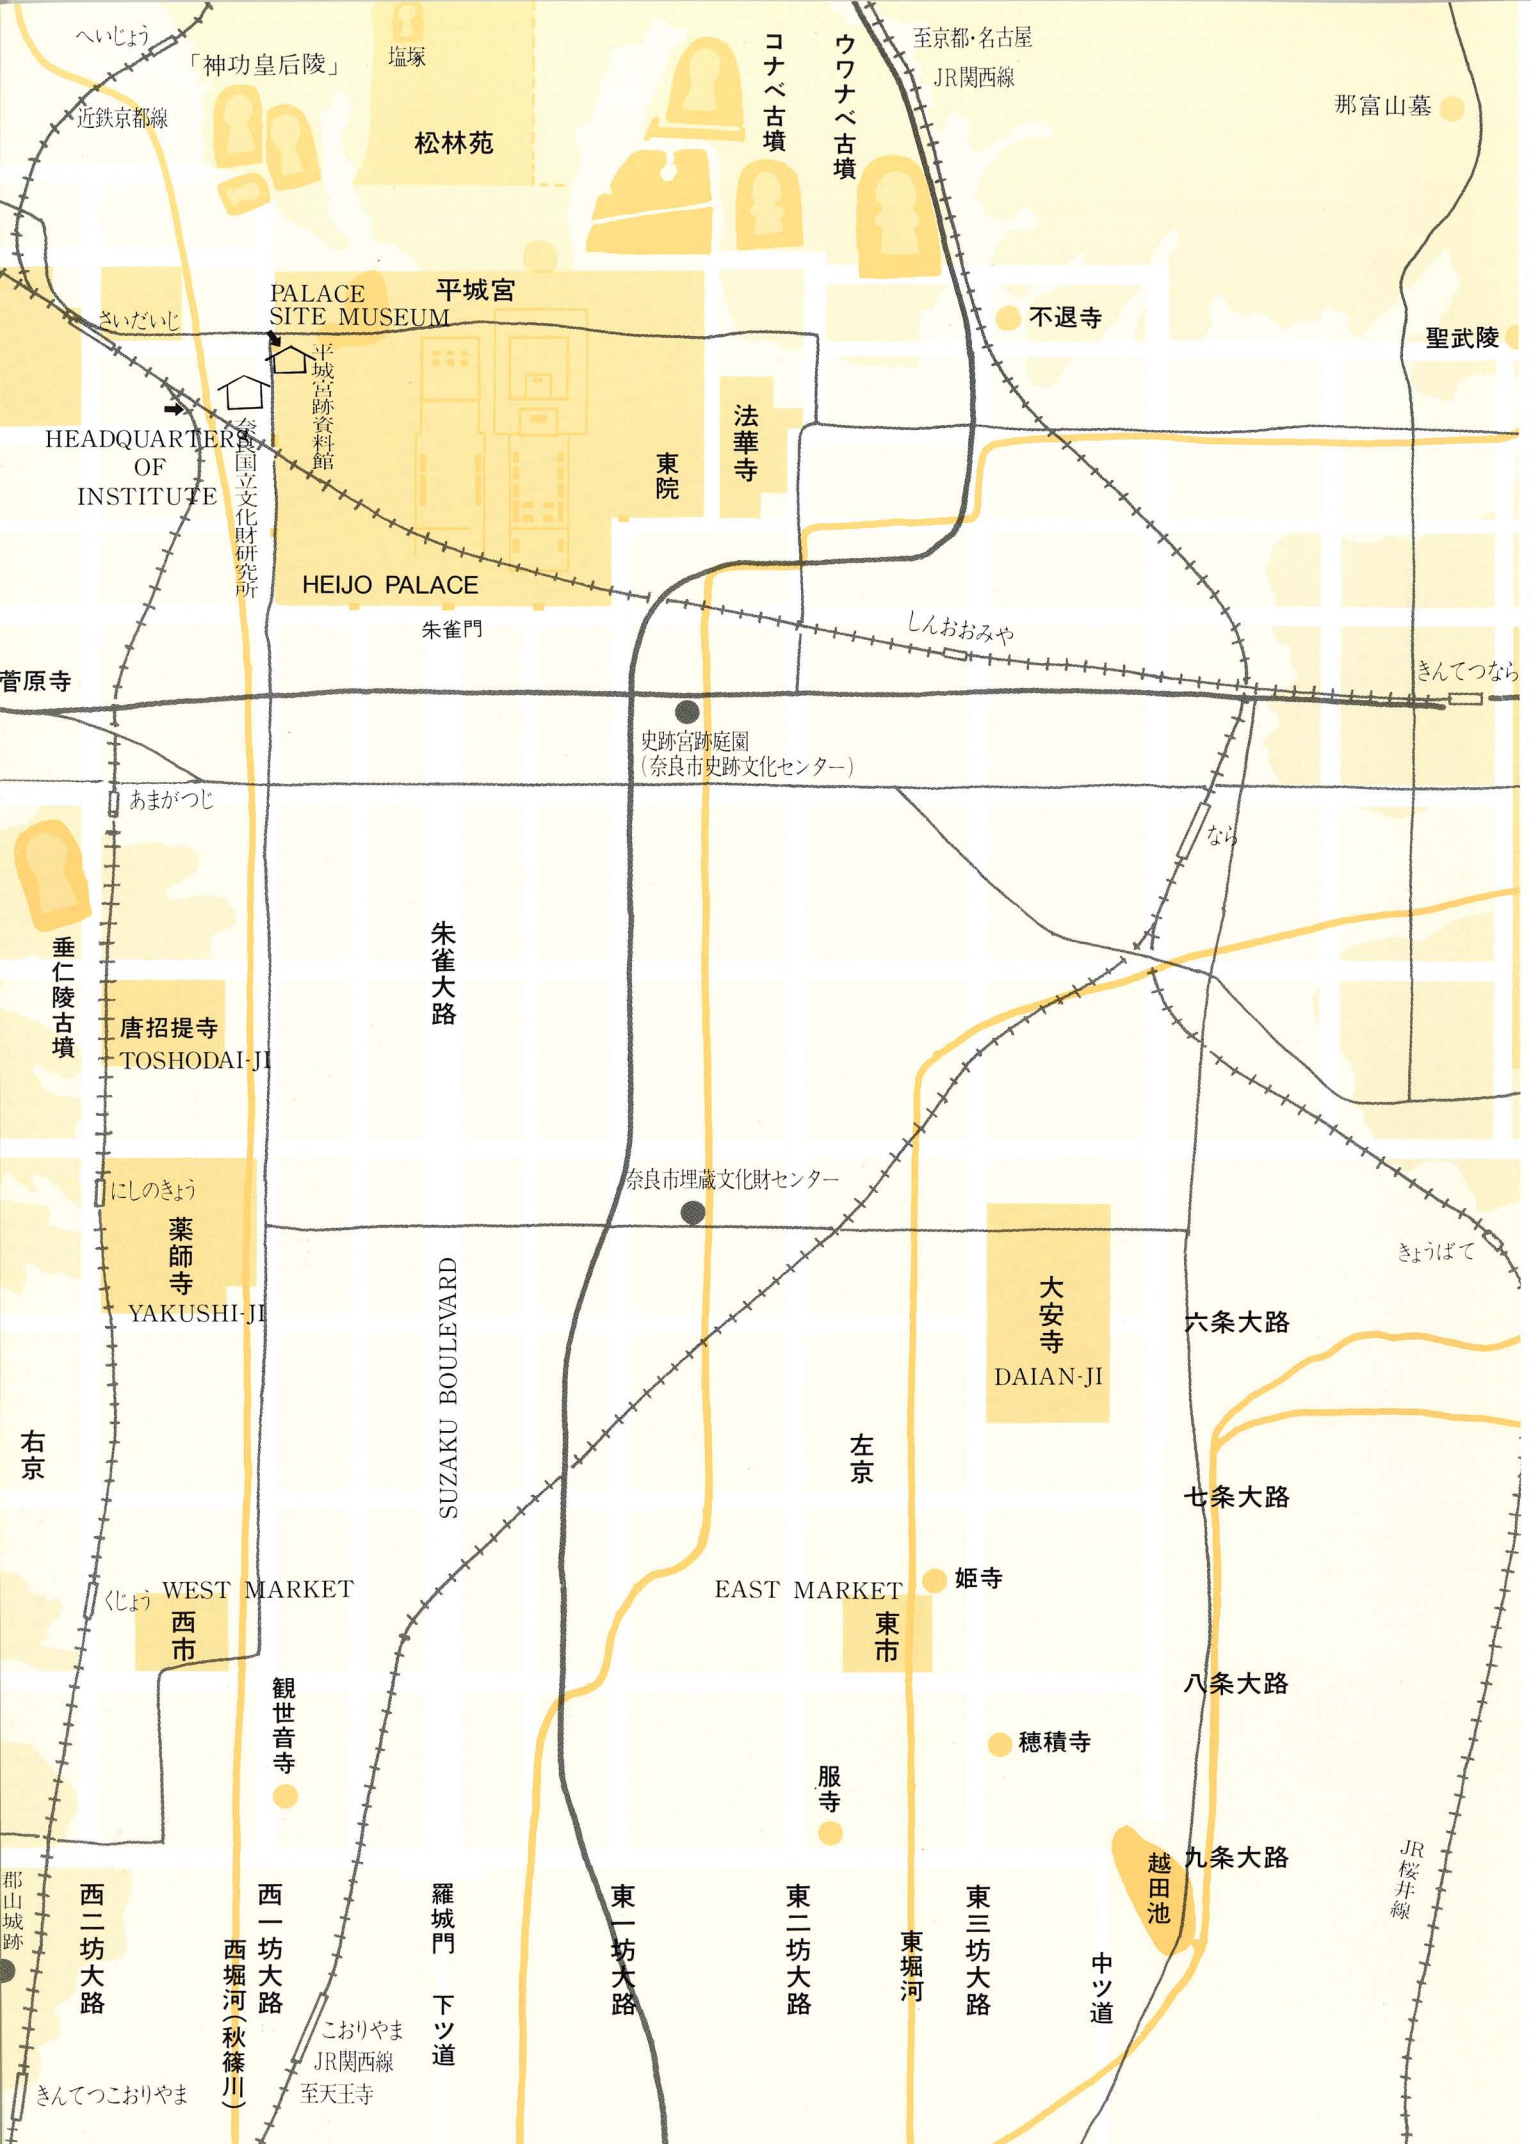 へいじょう
「神功皇后陵」
塩塚
近鉄京都線
松林苑
コナベ古墳
ウワナベ古墳
至京都・名古屋
JR関西線
那富山墓
さいだいじ
PALACE
SITE MUSEUM
平城宮
平城宮跡資料館
不退寺
聖武陵
法華寺
東院
HEADQUARTERS
OF
INSTITUTE
奈良国立文化財研究所
HEIJO PALACE
朱雀門
しんおおみや
きんてつなら
菅原寺
史跡宮跡庭園
(奈良市史跡文化センター)
あまがつじ
なら
垂仁陵古墳
朱雀大路
唐招提寺
TOSHODAI-JI
にしのきょう
奈良市埋蔵文化財センター
薬師寺
YAKUSHI-JI
きょうばて
SUZAKU BOULEVARD
大安寺
DAIAN-JI
六条大路
右京
左京
七条大路
くじょう
WEST MARKET
西市
EAST MARKET
東市
姫寺
八条大路
観世音寺
穂積寺
服寺
九条大路
越田池
JR桜井線
郡山城跡
西二坊大路
西一坊大路
西堀河(秋篠川)
羅城門
下ツ道
東一坊大路
東二坊大路
東堀河
東三坊大路
中ツ道
こおりやま
JR関西線
至天王寺
きんてつこおりやま